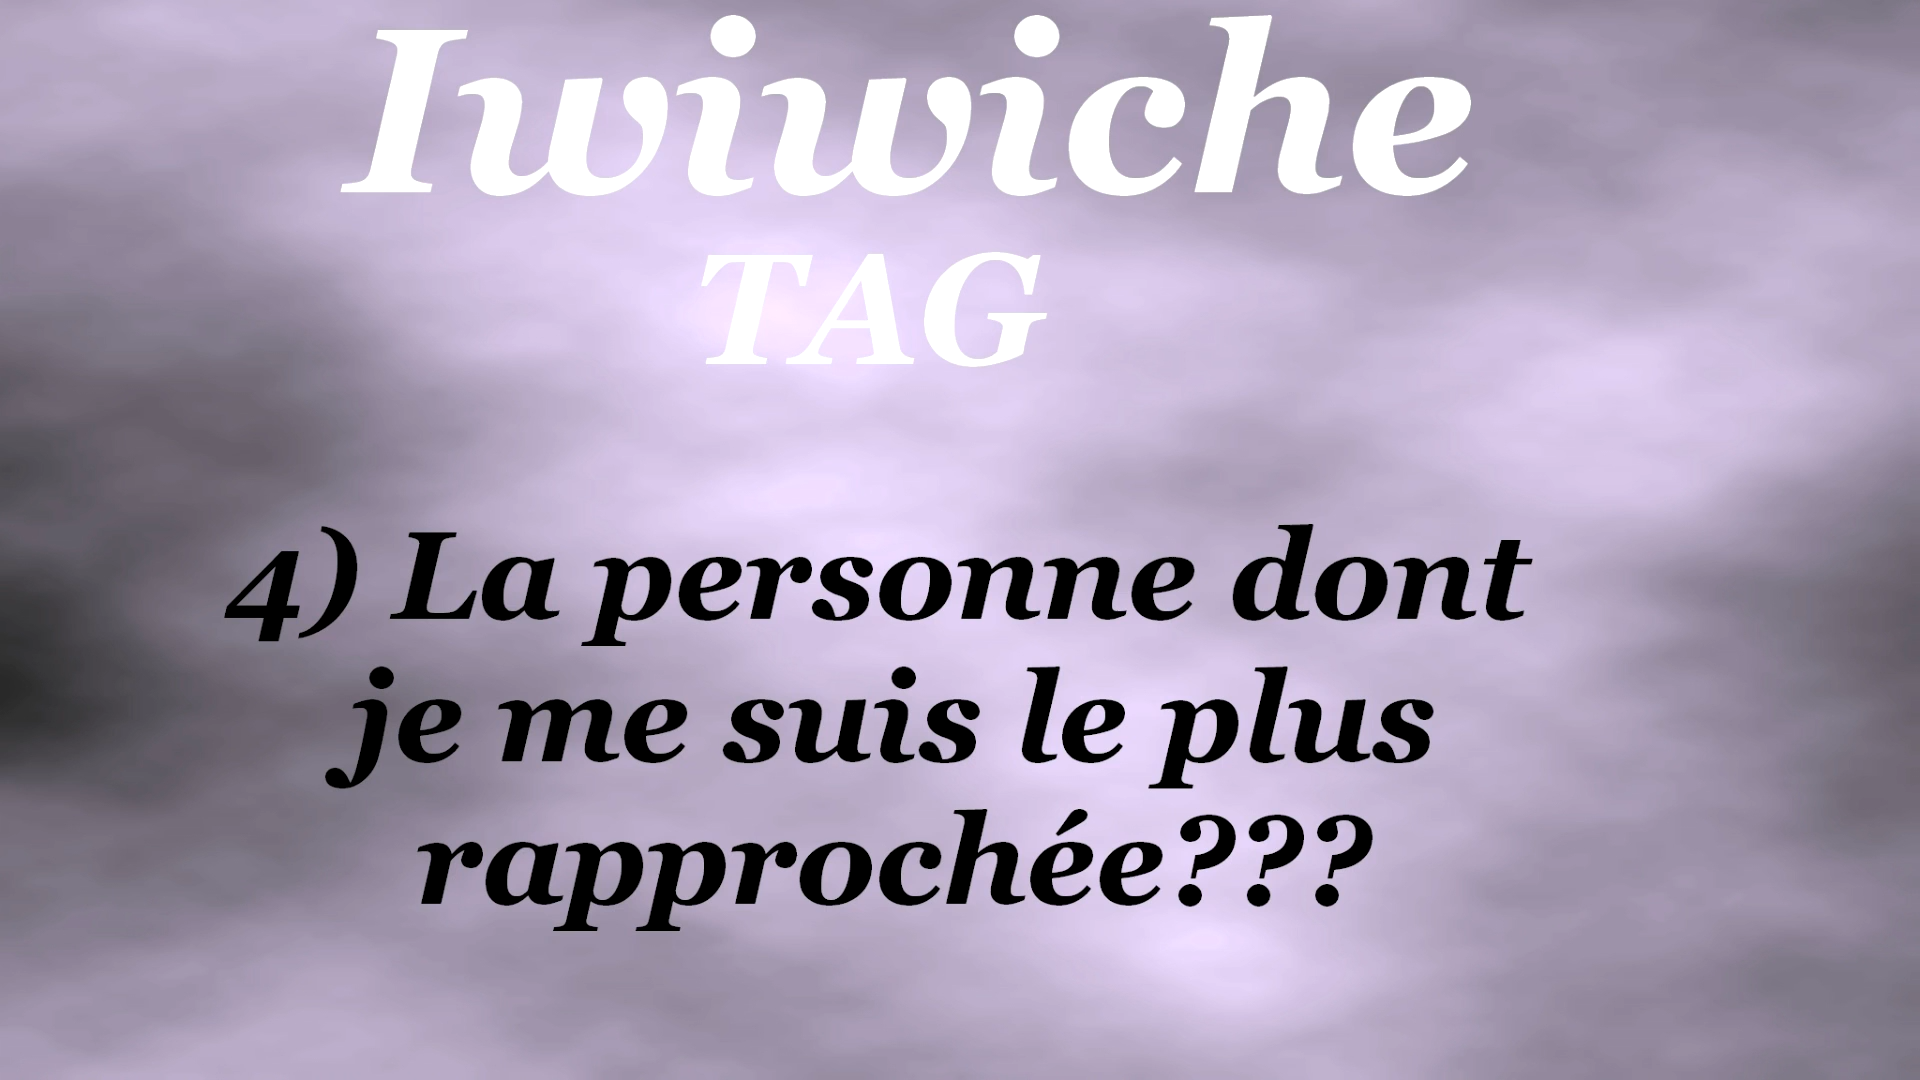 Iwiwiche
TAG
4) La personne dont
je me suis le plus
rapprochée???